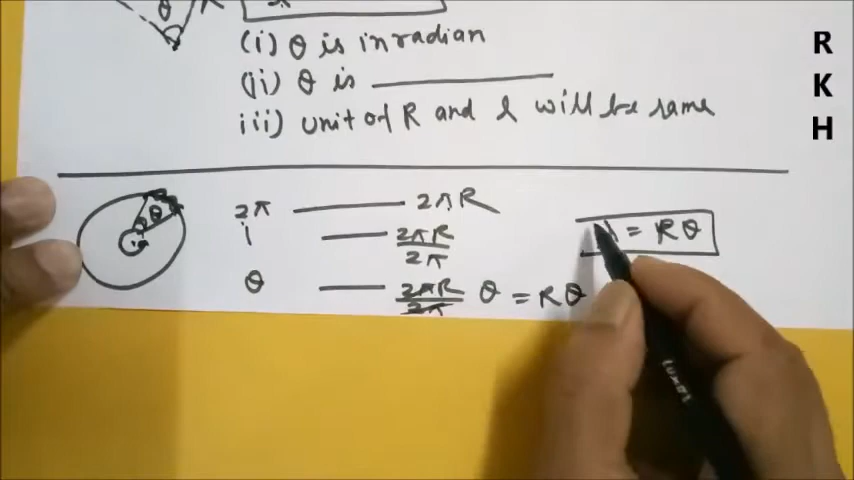 θ R
(i) θ is in radian
(ii) θ is ________
iii) unit of R and l will be same
R
K
H
θ
2π —— 2πR
1 —— 2πR/2π
θ —— 2πR/2π θ = Rθ
= Rθ